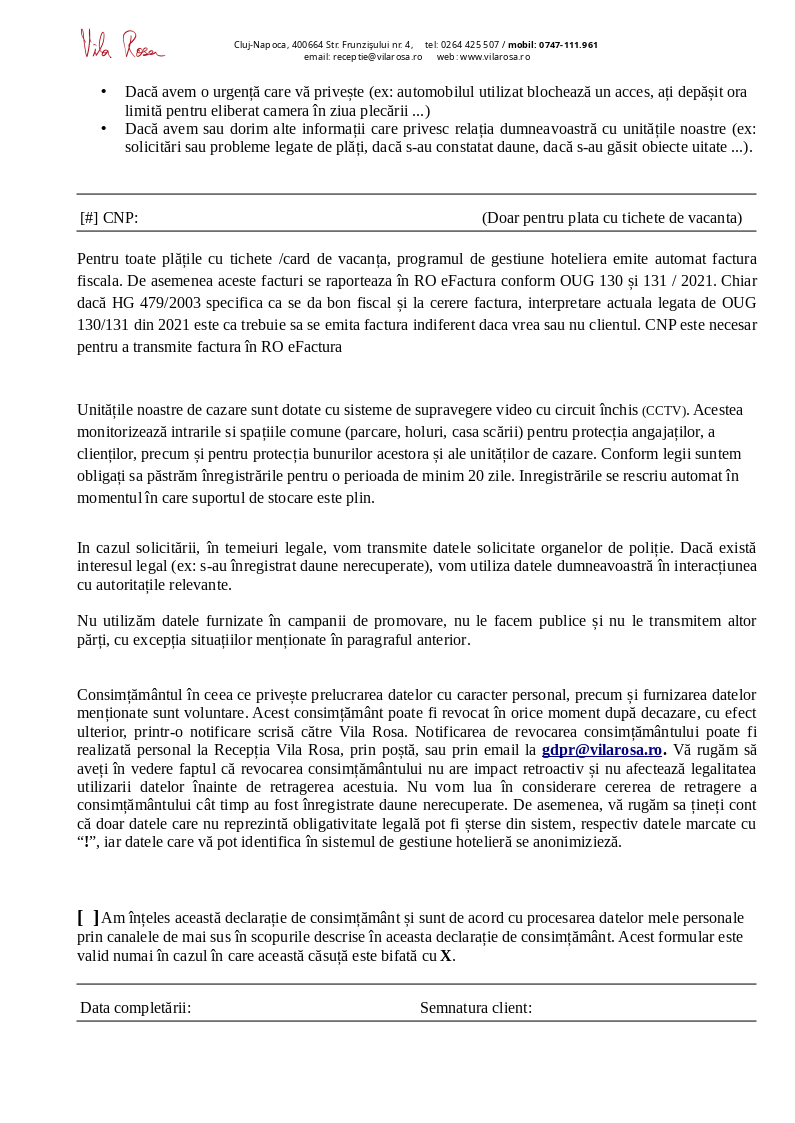 Vila Rosa
Cluj-Napoca, 400664 Str. Frunzişului nr. 4, tel: 0264 425 507 / mobil: 0747-111.961
email: receptie@vilarosa.ro web: www.vilarosa.ro
• Dacă avem o urgență care vă privește (ex: automobilul utilizat blochează un acces, ați depășit ora
limită pentru eliberat camera în ziua plecării ...)
• Dacă avem sau dorim alte informații care privesc relația dumneavoastră cu unitățile noastre (ex:
solicitări sau probleme legate de plăți, dacă s-au constatat daune, dacă s-au găsit obiecte uitate ...).
[#] CNP: (Doar pentru plata cu tichete de vacanta)
Pentru toate plățile cu tichete /card de vacanța, programul de gestiune hoteliera emite automat factura
fiscala. De asemenea aceste facturi se raporteaza în RO eFactura conform OUG 130 și 131 / 2021. Chiar
dacă HG 479/2003 specifica ca se da bon fiscal și la cerere factura, interpretare actuala legata de OUG
130/131 din 2021 este ca trebuie sa se emita factura indiferent daca vrea sau nu clientul. CNP este necesar
pentru a transmite factura în RO eFactura
Unitățile noastre de cazare sunt dotate cu sisteme de supravegere video cu circuit închis (CCTV). Acestea
monitorizează intrarile si spațiile comune (parcare, holuri, casa scării) pentru protecția angajaților, a
clienților, precum și pentru protecția bunurilor acestora și ale unităților de cazare. Conform legii suntem
obligați sa păstrăm înregistrările pentru o perioada de minim 20 zile. Inregistrările se rescriu automat în
momentul în care suportul de stocare este plin.
In cazul solicitării, în temeiuri legale, vom transmite datele solicitate organelor de poliție. Dacă există
interesul legal (ex: s-au înregistrat daune nerecuperate), vom utiliza datele dumneavoastră în interacțiunea
cu autoritațile relevante.
Nu utilizăm datele furnizate în campanii de promovare, nu le facem publice și nu le transmitem altor
părți, cu excepția situațiilor menționate în paragraful anterior.
Consimțământul în ceea ce privește prelucrarea datelor cu caracter personal, precum și furnizarea datelor
menționate sunt voluntare. Acest consimțământ poate fi revocat în orice moment după decazare, cu efect
ulterior, printr-o notificare scrisă către Vila Rosa. Notificarea de revocarea consimțământului poate fi
realizată personal la Recepția Vila Rosa, prin poștă, sau prin email la gdpr@vilarosa.ro. Vă rugăm să
aveți în vedere faptul că revocarea consimțământului nu are impact retroactiv și nu afectează legalitatea
utilizarii datelor înainte de retragerea acestuia. Nu vom lua în considerare cererea de retragere a
consimțământului cât timp au fost înregistrate daune nerecuperate. De asemenea, vă rugăm sa țineți cont
că doar datele care nu reprezintă obligativitate legală pot fi șterse din sistem, respectiv datele marcate cu
“!”, iar datele care vă pot identifica în sistemul de gestiune hotelieră se anonimizieză.
[ ] Am înțeles această declarație de consimțământ și sunt de acord cu procesarea datelor mele personale
prin canalele de mai sus în scopurile descrise în aceasta declarație de consimțământ. Acest formular este
valid numai în cazul în care această căsuță este bifată cu X.
Data completării: Semnatura client: